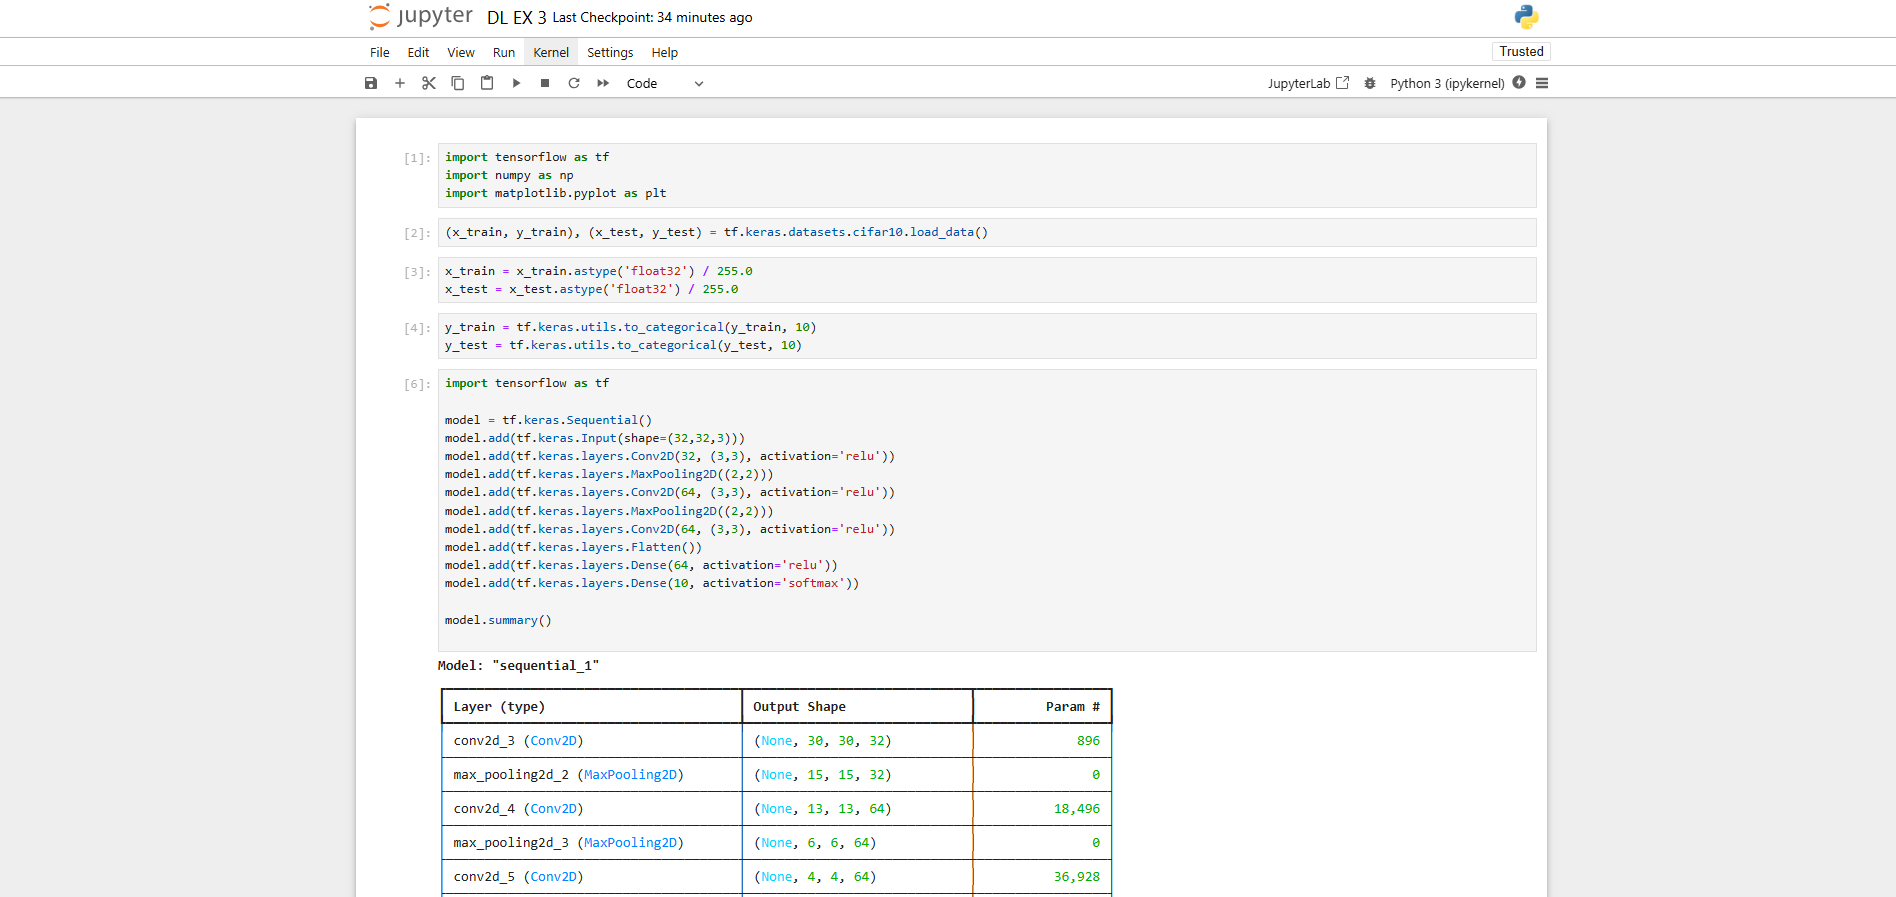 jupyter DL EX 3 Last Checkpoint: 34 minutes ago
File Edit View Run Kernel Settings Help
Trusted
Code
JupyterLab
Python 3 (ipykernel)
[1]: import tensorflow as tf
import numpy as np
import matplotlib.pyplot as plt
[2]: (x_train, y_train), (x_test, y_test) = tf.keras.datasets.cifar10.load_data()
[3]: x_train = x_train.astype('float32') / 255.0
x_test = x_test.astype('float32') / 255.0
[4]: y_train = tf.keras.utils.to_categorical(y_train, 10)
y_test = tf.keras.utils.to_categorical(y_test, 10)
[6]: import tensorflow as tf
model = tf.keras.Sequential()
model.add(tf.keras.Input(shape=(32,32,3)))
model.add(tf.keras.layers.Conv2D(32, (3,3), activation='relu'))
model.add(tf.keras.layers.MaxPooling2D((2,2)))
model.add(tf.keras.layers.Conv2D(64, (3,3), activation='relu'))
model.add(tf.keras.layers.MaxPooling2D((2,2)))
model.add(tf.keras.layers.Conv2D(64, (3,3), activation='relu'))
model.add(tf.keras.layers.Flatten())
model.add(tf.keras.layers.Dense(64, activation='relu'))
model.add(tf.keras.layers.Dense(10, activation='softmax'))
model.summary()
Model: "sequential_1"
Layer (type) Output Shape Param #
conv2d_3 (Conv2D) (None, 30, 30, 32) 896
max_pooling2d_2 (MaxPooling2D) (None, 15, 15, 32) 0
conv2d_4 (Conv2D) (None, 13, 13, 64) 18,496
max_pooling2d_3 (MaxPooling2D) (None, 6, 6, 64) 0
conv2d_5 (Conv2D) (None, 4, 4, 64) 36,928